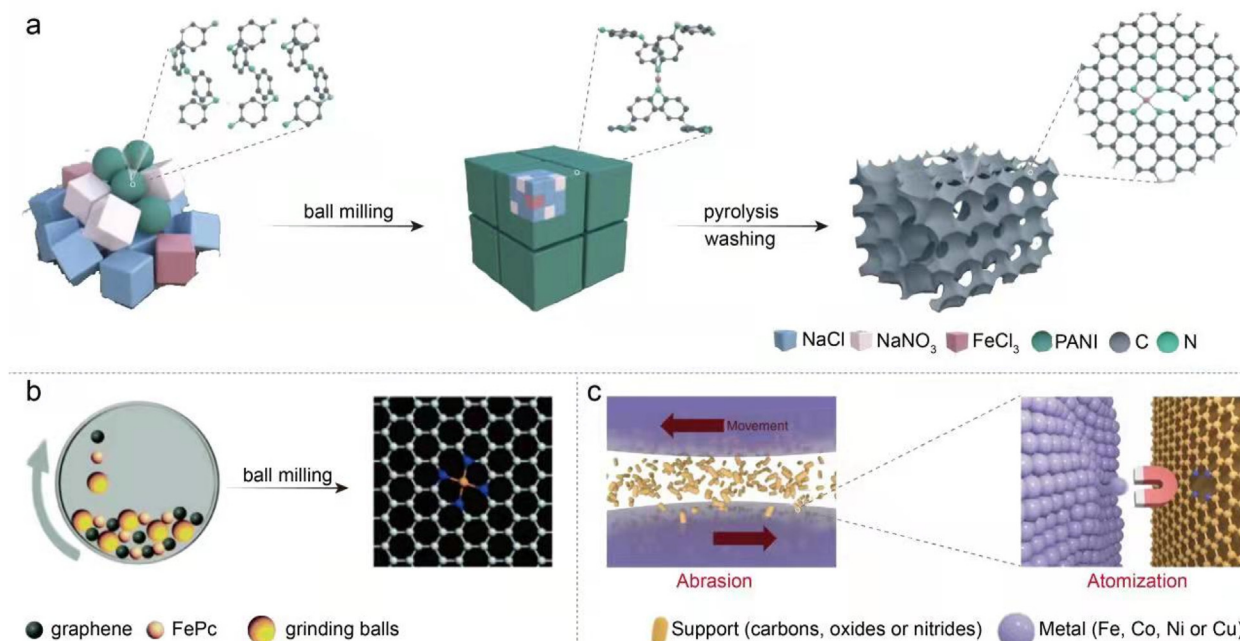 a
ball milling
pyrolysis
washing
NaCl NaNO₃ FeCl₃ PANI C N
b
ball milling
graphene FePc grinding balls
c
Movement
Abrasion
Atomization
Support (carbons, oxides or nitrides) Metal (Fe, Co, Ni or Cu)